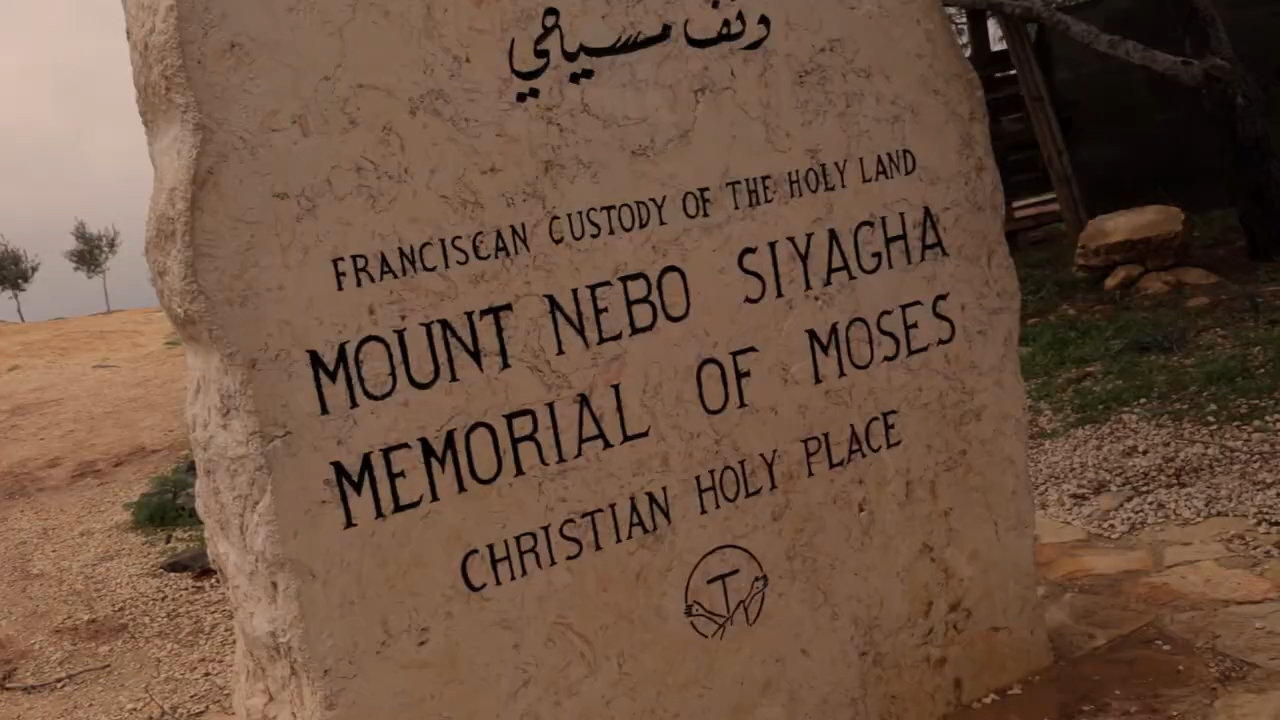 وقف مسيحي
FRANCISCAN CUSTODY OF THE HOLY LAND
MOUNT NEBO SIYAGHA
MEMORIAL OF MOSES
CHRISTIAN HOLY PLACE
T